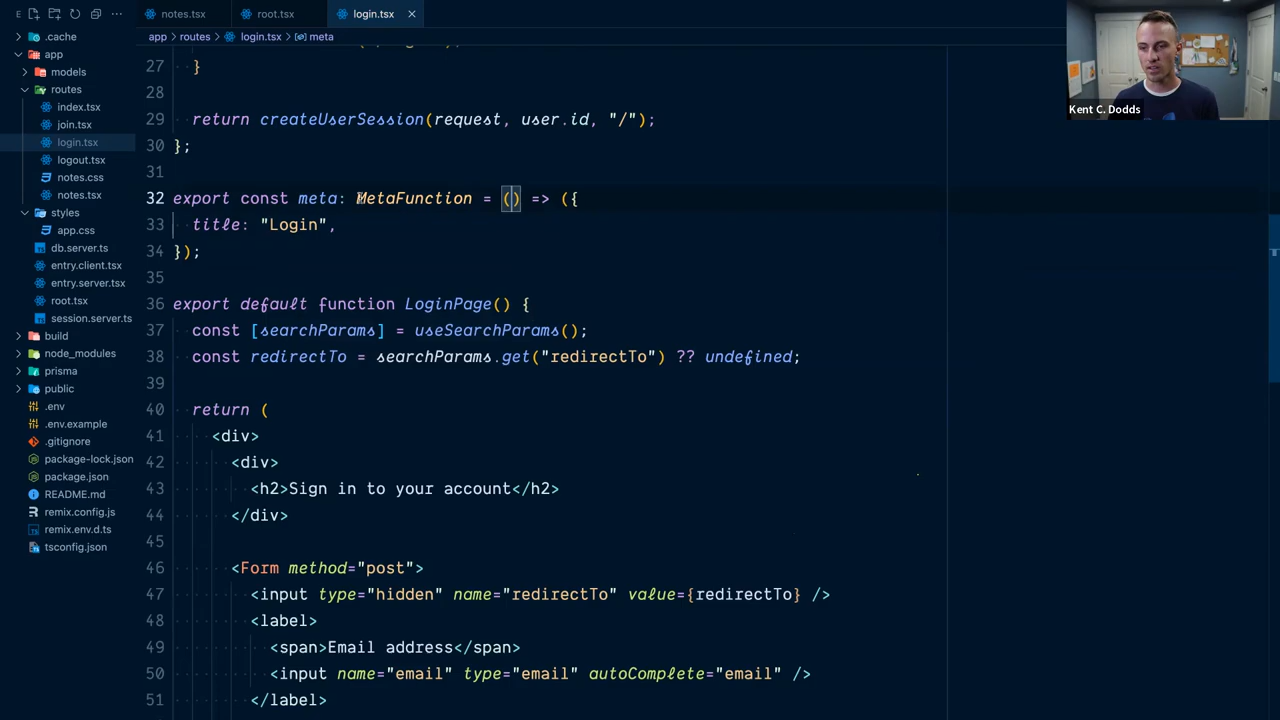 notes.tsx
root.tsx
login.tsx
app > routes > login.tsx > meta
.cache
app
models
routes
index.tsx
join.tsx
login.tsx
logout.tsx
notes.css
notes.tsx
styles
app.css
db.server.ts
entry.client.tsx
entry.server.tsx
root.tsx
session.server.ts
build
node_modules
prisma
public
.env
.env.example
.gitignore
package-lock.json
package.json
README.md
remix.config.js
remix.env.d.ts
tsconfig.json
27 }
28
29 return createUserSession(request, user.id, "/");
30 };
31
32 export const meta: MetaFunction = () => ({
33 title: "Login",
34 });
35
36 export default function LoginPage() {
37 const [searchParams] = useSearchParams();
38 const redirectTo = searchParams.get("redirectTo") ?? undefined;
39
40 return (
41 <div>
42 <div>
43 <h2>Sign in to your account</h2>
44 </div>
45
46 <Form method="post">
47 <input type="hidden" name="redirectTo" value={redirectTo} />
48 <label>
49 <span>Email address</span>
50 <input name="email" type="email" autoComplete="email" />
51 </label>
Kent C. Dodds